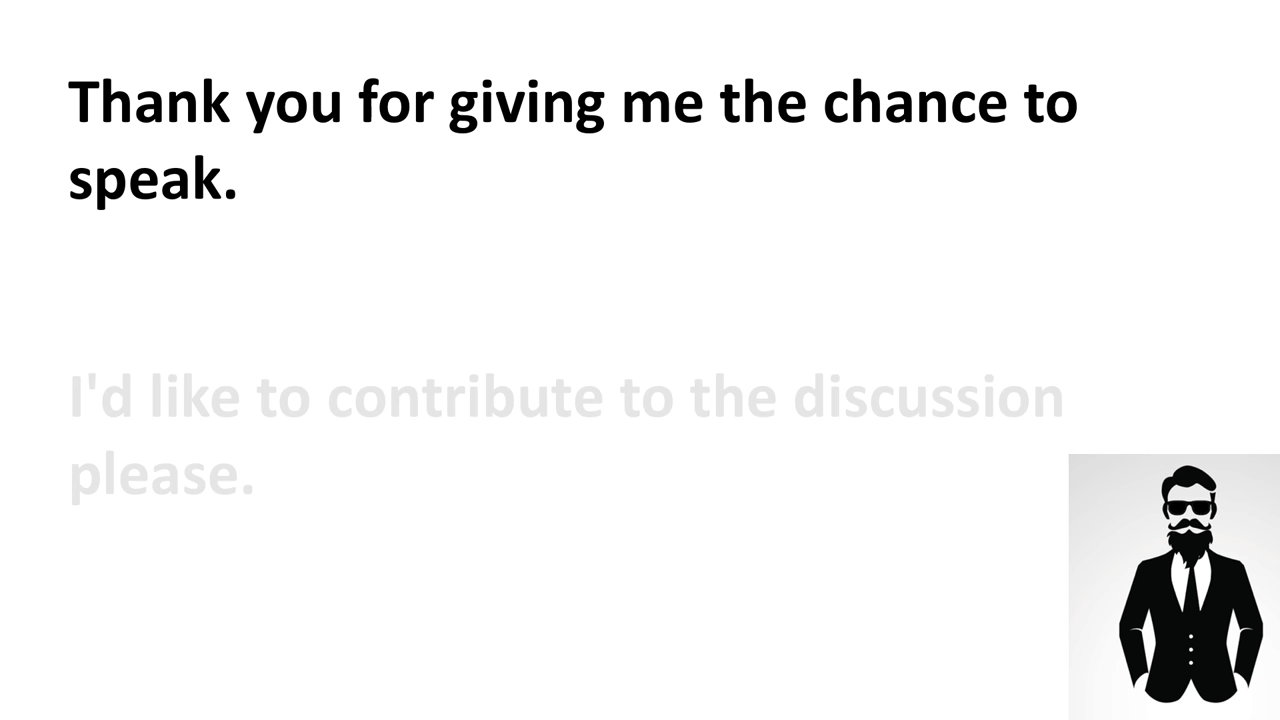 Thank you for giving me the chance to
speak.
I'd like to contribute to the discussion
please.